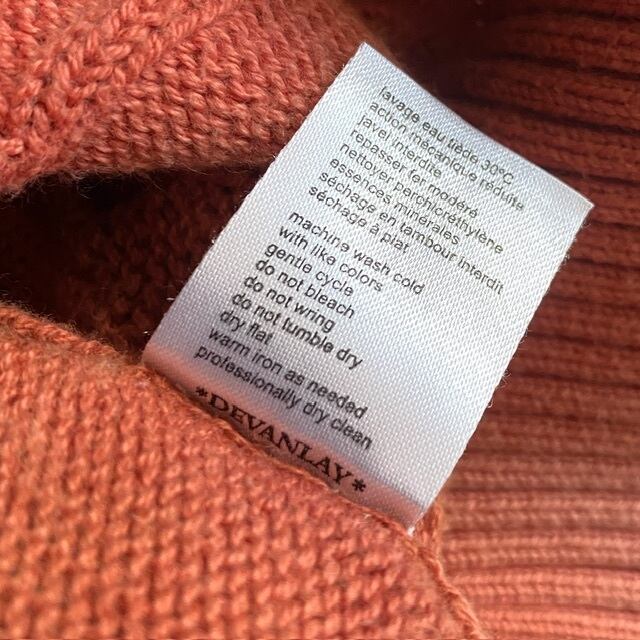 lavage eau tiède 30°C
action mécanique réduite
javel interdite
repasser fer modéré
nettoyer parchlcréthylène
essences minérales
séchage en tambour interdit
séchage à plat
machine wash cold
with like colors
gentle cycle
do not bleach
do not wring
do not tumble dry
dry flat
warm iron as needed
professionally dry clean
*DEVANLAY*